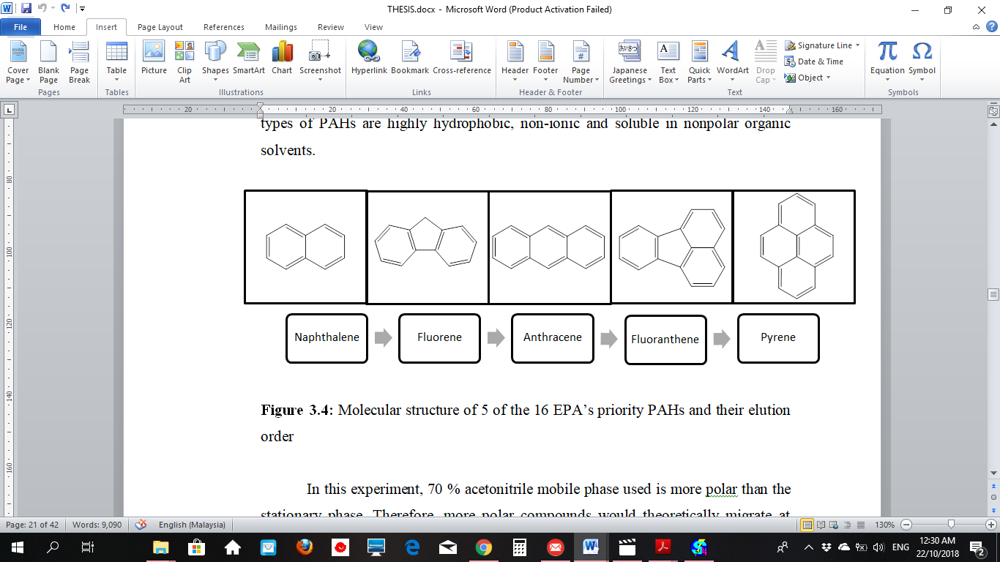 THESIS.docx - Microsoft Word (Product Activation Failed)
File Home Insert Page Layout References Mailings Review View
Cover Page Blank Page Page Break Table Picture Clip Art Shapes SmartArt Chart Screenshot Hyperlink Bookmark Cross-reference Header Footer Page Number Japanese Greetings Text Box Quick Parts WordArt Drop Cap Signature Line Date & Time Object Equation Symbol
Pages Tables Illustrations Links Header & Footer Text Symbols
20 20 40 60 80 100 120 140 160
80
100
120
140
160
types of PAHs are highly hydrophobic, non-ionic and soluble in nonpolar organic
solvents.
Naphthalene Fluorene Anthracene Fluoranthene Pyrene
Figure 3.4: Molecular structure of 5 of the 16 EPA's priority PAHs and their elution
order
In this experiment, 70 % acetonitrile mobile phase used is more polar than the
stationary phase. Therefore, more polar compounds would theoretically migrate at
Page: 21 of 42 Words: 9,090 English (Malaysia) 130%
ENG 12:30 AM
22/10/2018 2